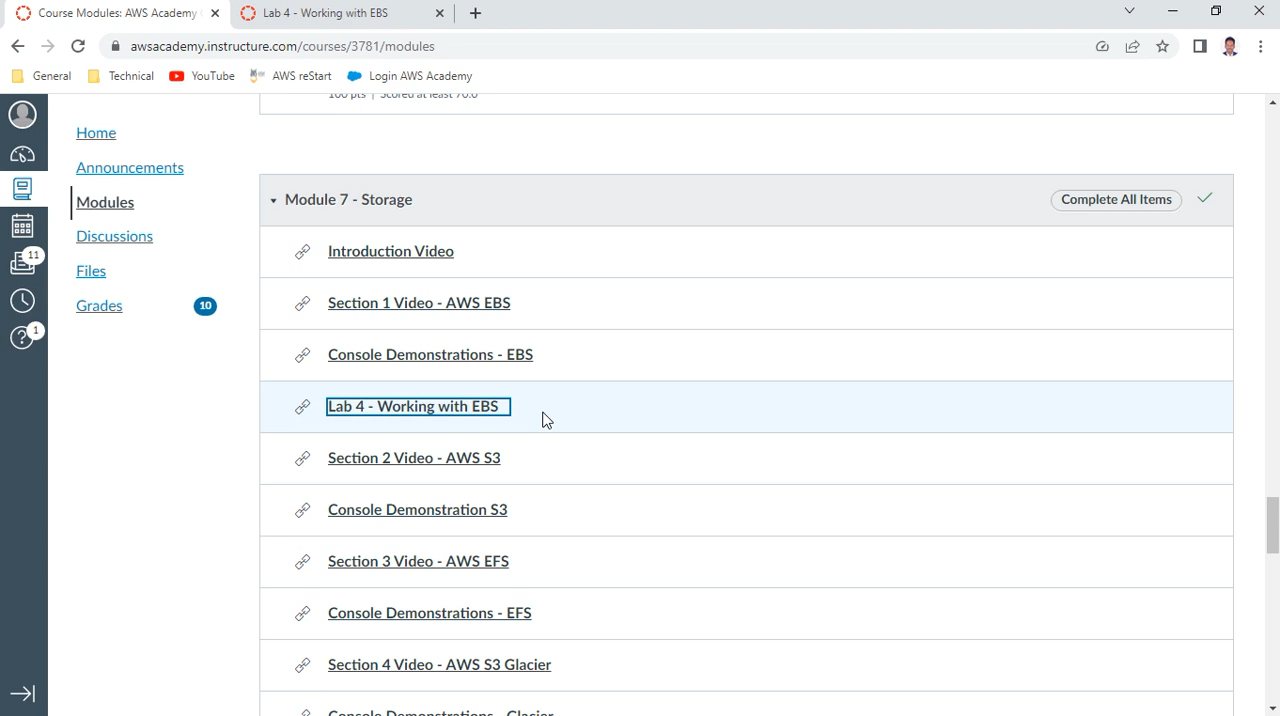 Course Modules: AWS Academy
Lab 4 - Working with EBS
awsacademy.instructure.com/courses/3781/modules
General
Technical
YouTube
AWS reStart
Login AWS Academy
100 pts | Scored at least 70.0
Home
Announcements
Modules
Discussions
Files
Grades
10
11
1
Module 7 - Storage
Complete All Items
Introduction Video
Section 1 Video - AWS EBS
Console Demonstrations - EBS
Lab 4 - Working with EBS
Section 2 Video - AWS S3
Console Demonstration S3
Section 3 Video - AWS EFS
Console Demonstrations - EFS
Section 4 Video - AWS S3 Glacier
Console Demonstrations - Glacier